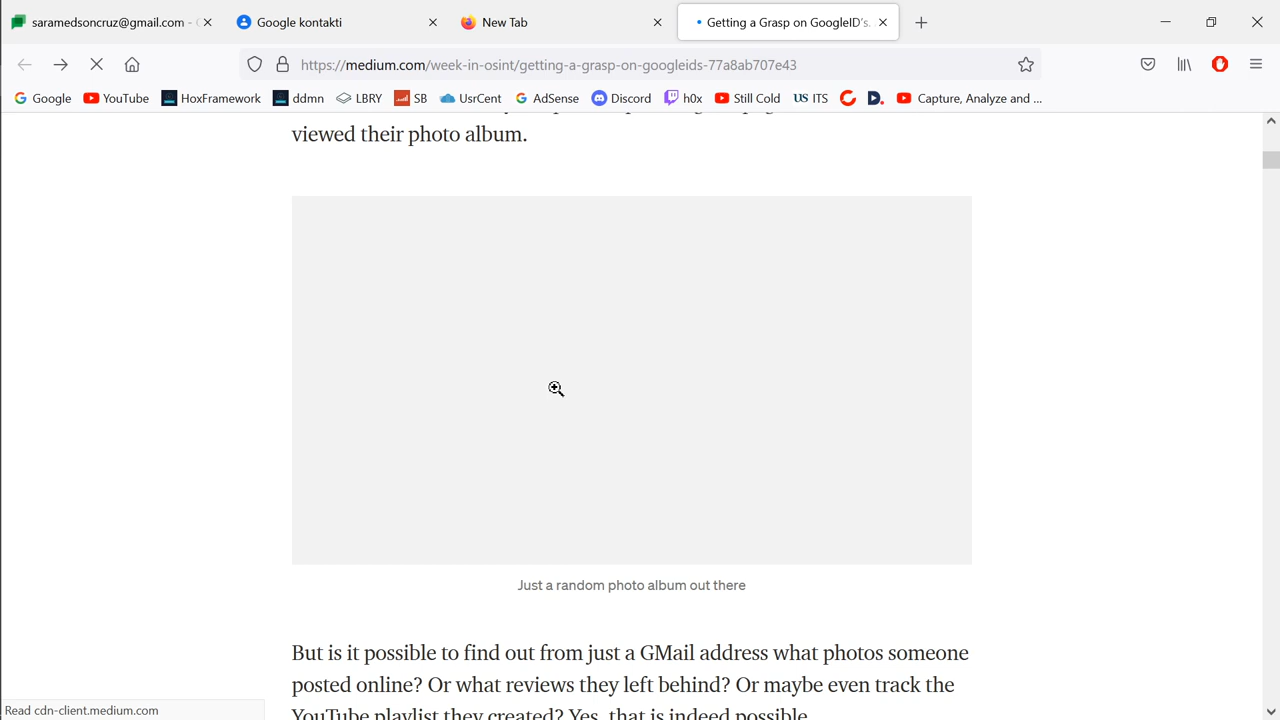 saramedsoncruz@gmail.com -
Google kontakti
New Tab
Getting a Grasp on GoogleID's
https://medium.com/week-in-osint/getting-a-grasp-on-googleids-77a8ab707e43
Google
YouTube
HoxFramework
ddmn
LBRY
SB
UsrCent
AdSense
Discord
h0x
Still Cold
US ITS
Capture, Analyze and ...
viewed their photo album.
Just a random photo album out there
But is it possible to find out from just a GMail address what photos someone
posted online? Or what reviews they left behind? Or maybe even track the
YouTube playlist they created? Yes, that is indeed possible.
Read cdn-client.medium.com